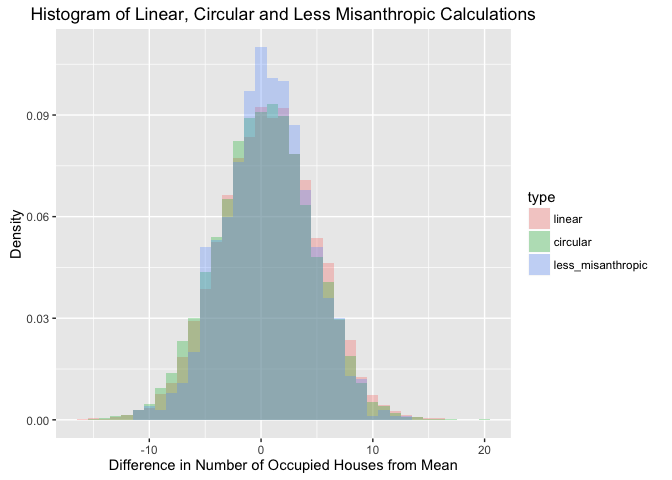 Histogram of Linear, Circular and Less Misanthropic Calculations
0.09
0.06
0.03
0.00
Density
-10
0
10
20
Difference in Number of Occupied Houses from Mean
type
linear
circular
less_misanthropic